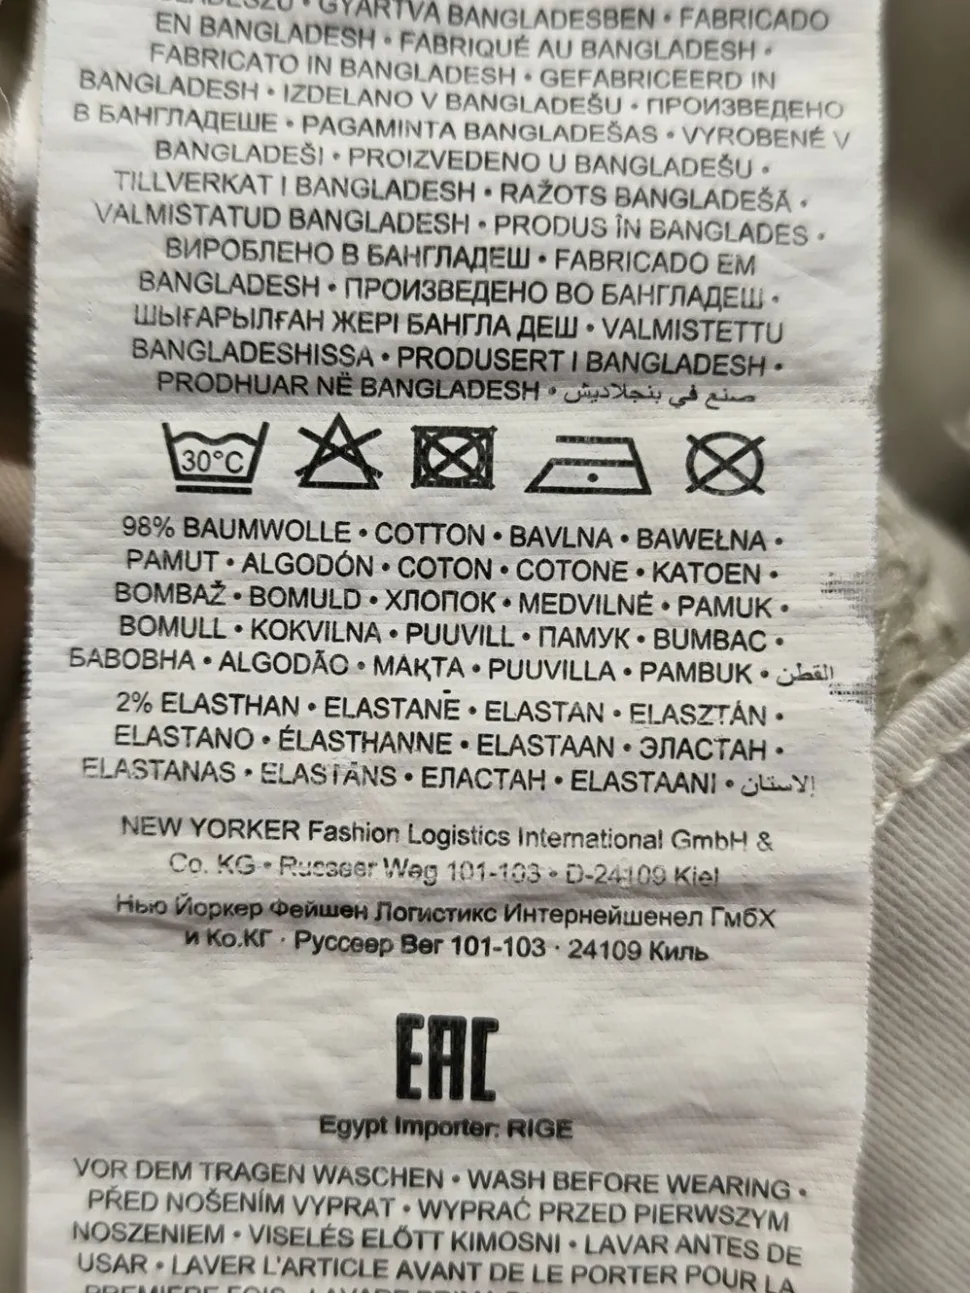 GYÁRTVA BANGLADESBEN • FABRICADO
EN BANGLADESH • FABRIQUÉ AU BANGLADESH •
FABRICATO IN BANGLADESH • GEFABRICEERD IN
BANGLADESH • IZDELANO V BANGLADEŠU • ПРОИЗВЕДЕНО
В БАНГЛАДЕШЕ • PAGAMINTA BANGLADEŠAS • VYROBENÉ V
BANGLADEŠI • PROIZVEDENO U BANGLADEŠU •
TILLVERKAT I BANGLADESH • RAŽOTS BANGLADEŠĀ •
VALMISTATUD BANGLADESH • PRODUS ÎN BANGLADES •
ВИРОБЛЕНО В БАНГЛАДЕШ • FABRICADO EM
BANGLADESH • ПРОИЗВЕДЕНО ВО БАНГЛАДЕШ •
ШЫҒАРЫЛҒАН ЖЕРІ БАНГЛА ДЕШ • VALMISTETTU
BANGLADESHISSA • PRODUSERT I BANGLADESH •
PRODHUAR NË BANGLADESH • صنع في بنجلاديش
30°C
98% BAUMWOLLE • COTTON • BAVLNA • BAWEŁNA •
PAMUT • ALGODÓN • COTON • COTONE • KATOEN •
BOMBAŽ • BOMULD • ХЛОПОК • MEDVILNĖ • PAMUK •
BOMULL • KOKVILNA • PUUVILL • ПАМУК • BUMBAC •
БАВОВНА • ALGODÃO • МАҚТА • PUUVILLA • PAMBUK • القطن
2% ELASTHAN • ELASTANE • ELASTAN • ELASZTÁN •
ELASTANO • ÉLASTHANNE • ELASTAAN • ЭЛАСТАН •
ELASTANAS • ELASTĀNS • ЕЛАСТАН • ELASTAANI • الاستان
NEW YORKER Fashion Logistics International GmbH &
Co. KG • Russeer Weg 101-103 • D-24109 Kiel
Нью Йоркер Фейшен Логистикс Интернейшенел ГмбХ
и Ко.КГ · Руссеер Вег 101-103 · 24109 Киль
EAC
Egypt Importer: RIGE
VOR DEM TRAGEN WASCHEN • WASH BEFORE WEARING •
PŘED NOŠENÍM VYPRAT • WYPRAĆ PRZED PIERWSZYM
NOSZENIEM • VISELÉS ELŐTT KIMOSNI • LAVAR ANTES DE
USAR • LAVER L'ARTICLE AVANT DE LE PORTER POUR LA
PREMIÈRE FOIS •